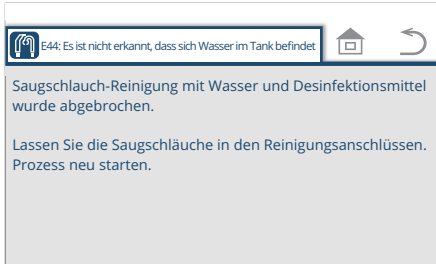 E44: Es ist nicht erkannt, dass sich Wasser im Tank befindet
Saugschlauch-Reinigung mit Wasser und Desinfektionsmittel
wurde abgebrochen.
Lassen Sie die Saugschläuche in den Reinigungsanschlüssen.
Prozess neu starten.